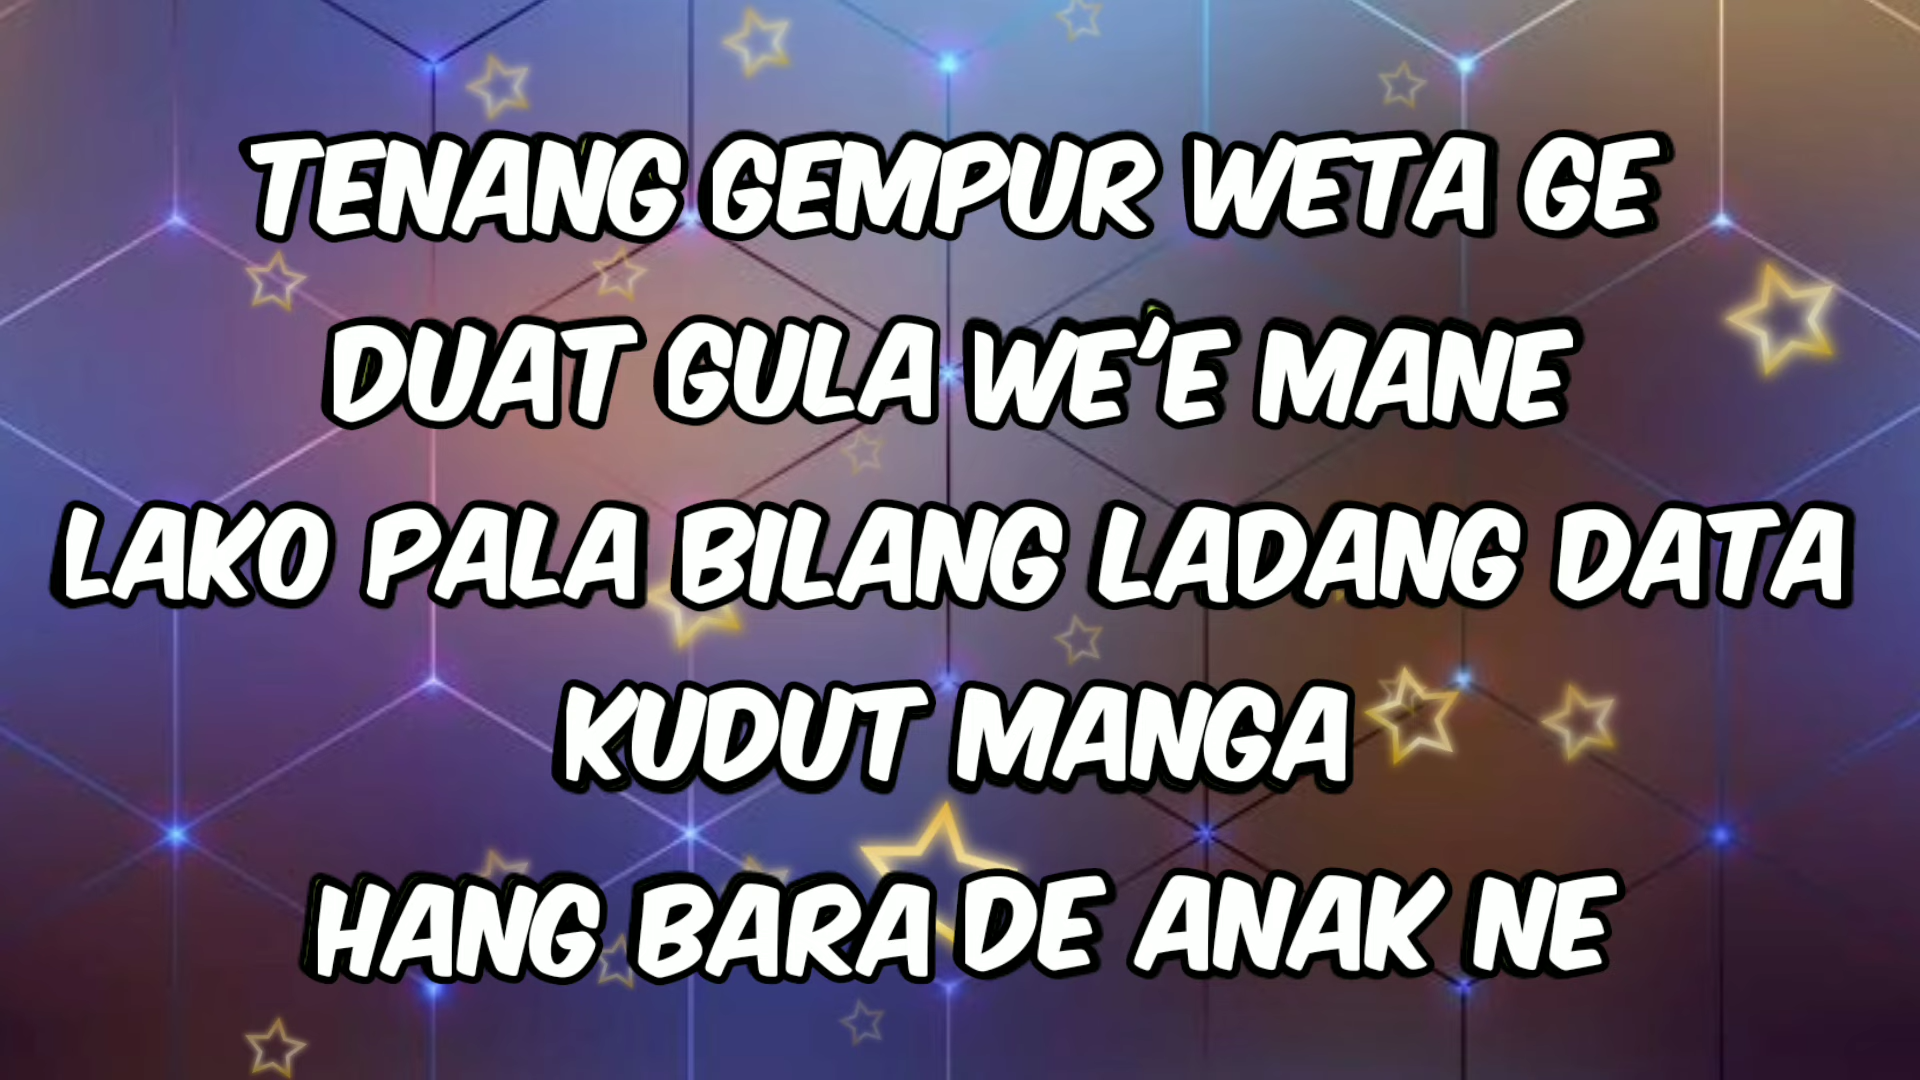 TENANG GEMPUR WETA GE
DUAT GULA WE'E MANE
LAKO PALA BILANG LADANG DATA
KUDUT MANGA
HANG BARA DE ANAK NE